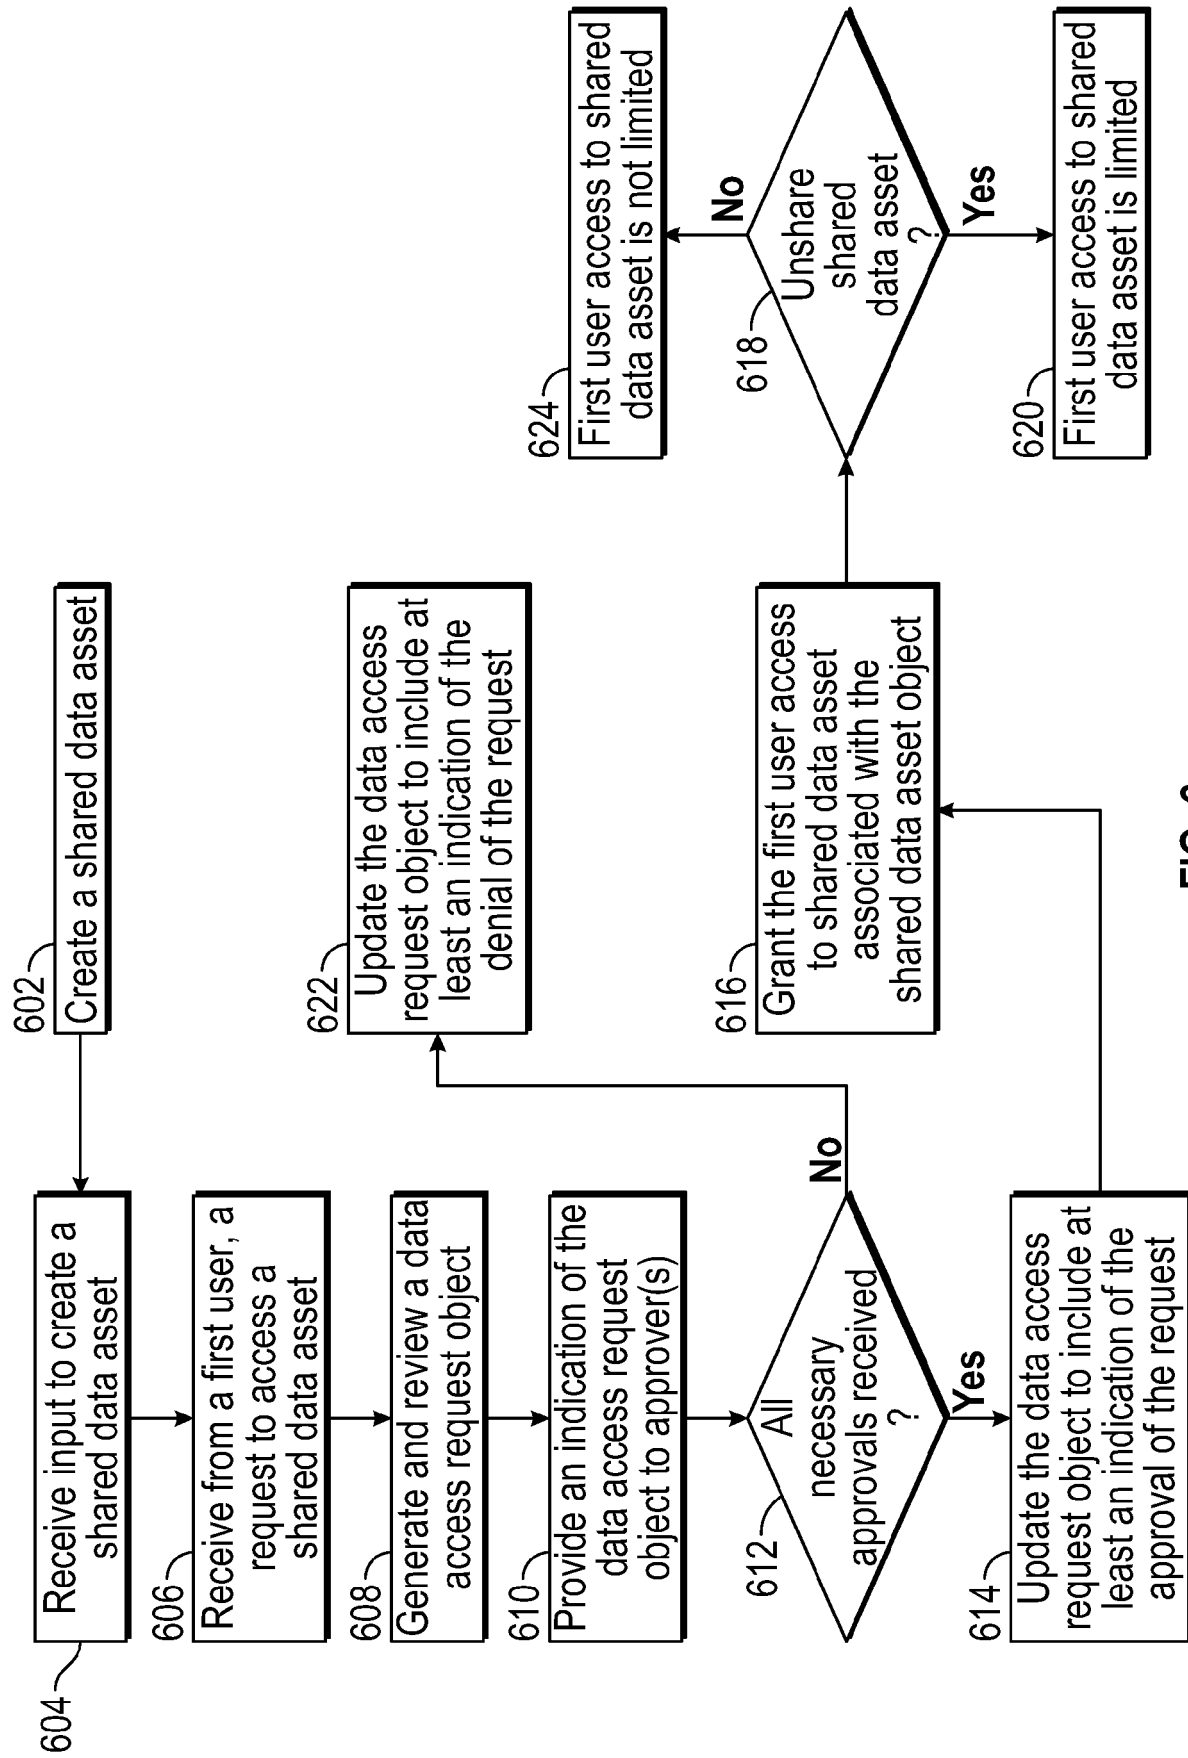 602
Create a shared data asset
604
Receive input to create a
shared data asset
606
Receive from a first user, a
request to access a
shared data asset
608
Generate and review a data
access request object
610
Provide an indication of the
data access request
object to approver(s)
612
All
necessary
approvals received
?
No
Yes
622
Update the data access
request object to include at
least an indication of the
denial of the request
614
Update the data access
request object to include at
least an indication of the
approval of the request
616
Grant the first user access
to shared data asset
associated with the
shared data asset object
618
Unshare
shared
data asset
?
No
Yes
624
First user access to shared
data asset is not limited
620
First user access to shared
data asset is limited
FIG.